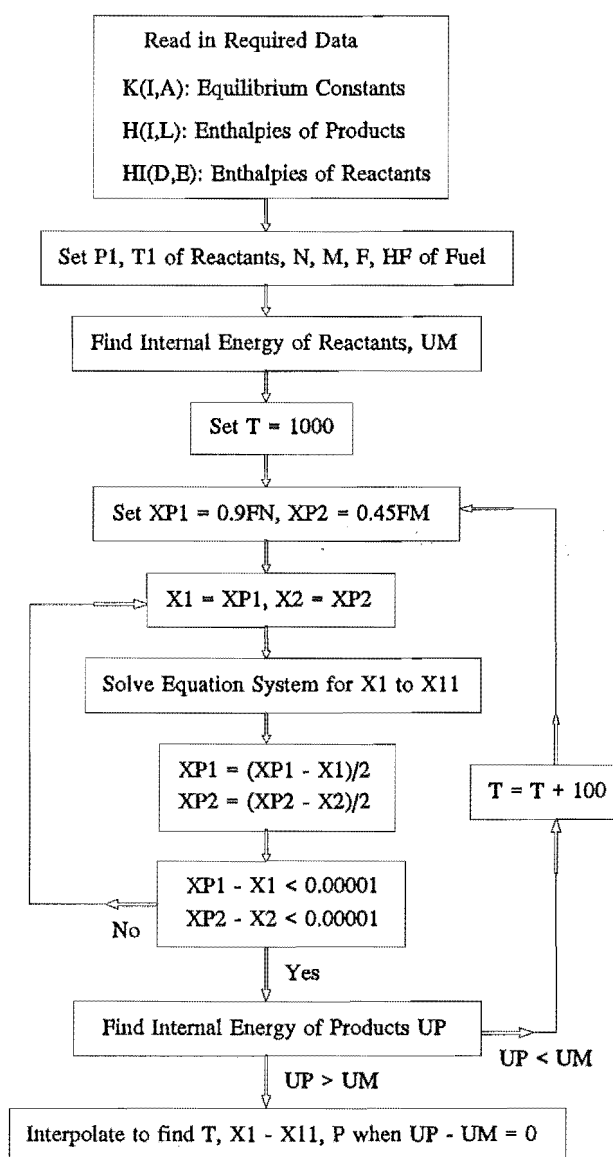 Read in Required Data
K(I,A): Equilibrium Constants
H(I,L): Enthalpies of Products
HI(D,E): Enthalpies of Reactants
Set P1, T1 of Reactants, N, M, F, HF of Fuel
Find Internal Energy of Reactants, UM
Set T = 1000
Set XP1 = 0.9FN, XP2 = 0.45FM
X1 = XP1, X2 = XP2
Solve Equation System for X1 to X11
XP1 = (XP1 - X1)/2
XP2 = (XP2 - X2)/2
T = T + 100
XP1 - X1 < 0.00001
XP2 - X2 < 0.00001
No
Yes
Find Internal Energy of Products UP
UP < UM
UP > UM
Interpolate to find T, X1 - X11, P when UP - UM = 0